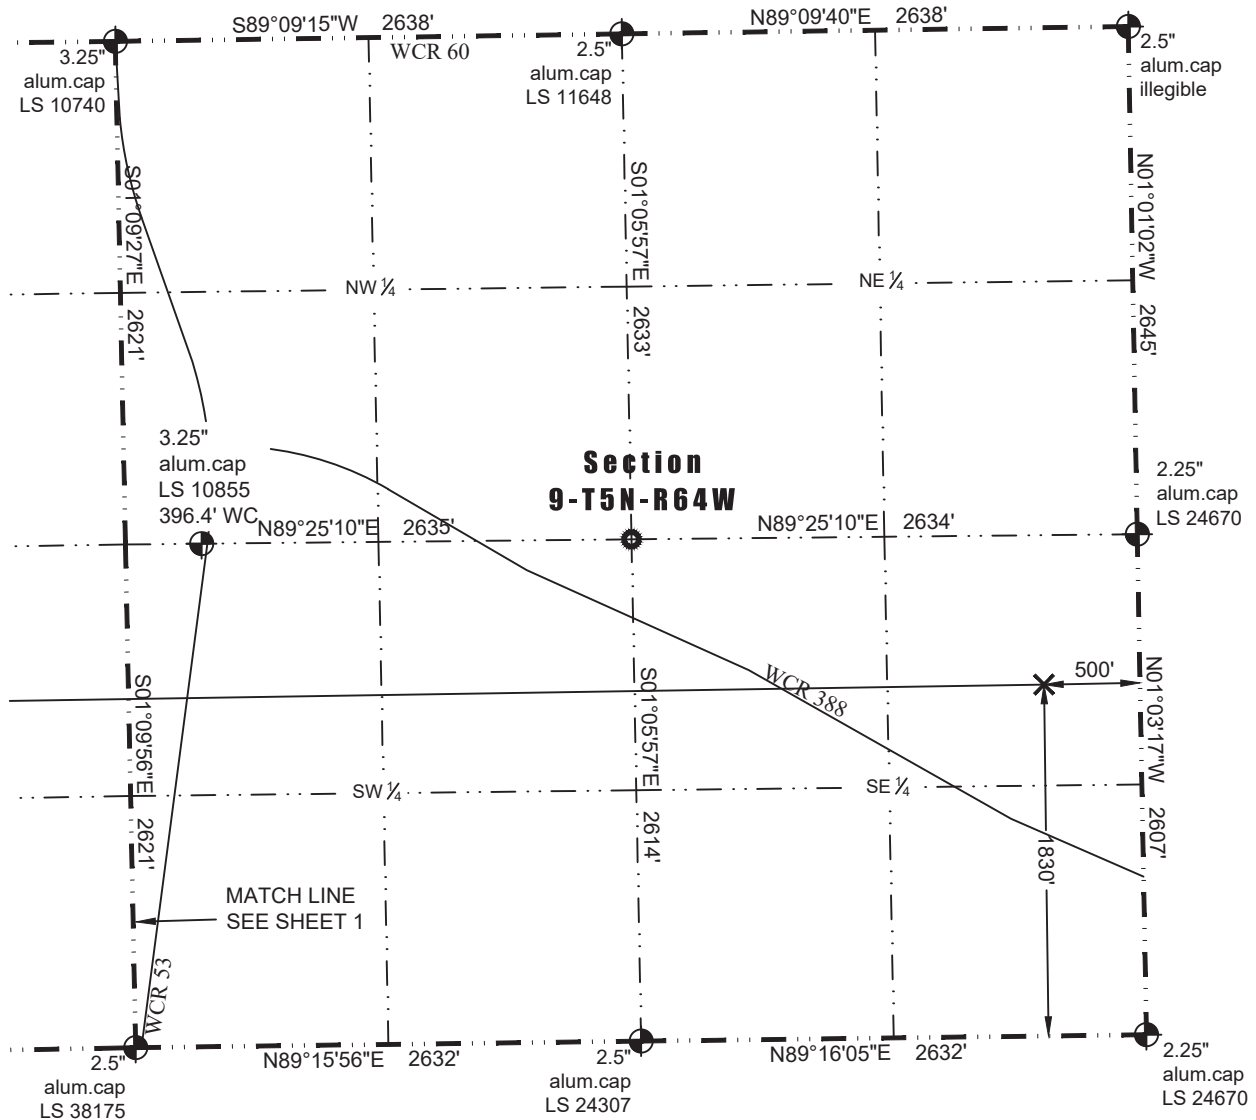 S89°09'15"W 2638'
WCR 60
N89°09'40"E 2638'
3.25"
alum.cap
LS 10740
2.5"
alum.cap
LS 11648
2.5"
alum.cap
illegible
S01°09'27"E 2621'
S01°05'57"E 2633'
N01°01'02"W 2645'
NW ¼
NE ¼
3.25"
alum.cap
LS 10855
396.4' WC
Section
9-T5N-R64W
2.25"
alum.cap
LS 24670
N89°25'10"E 2635'
N89°25'10"E 2634'
WCR 388
500'
S01°09'56"E 2621'
S01°05'57"E 2614'
N01°03'17"W 2607'
SW ¼
SE ¼
1830'
MATCH LINE
SEE SHEET 1
WCR 53
2.5"
alum.cap
LS 38175
N89°15'56"E 2632'
2.5"
alum.cap
LS 24307
N89°16'05"E 2632'
2.25"
alum.cap
LS 24670